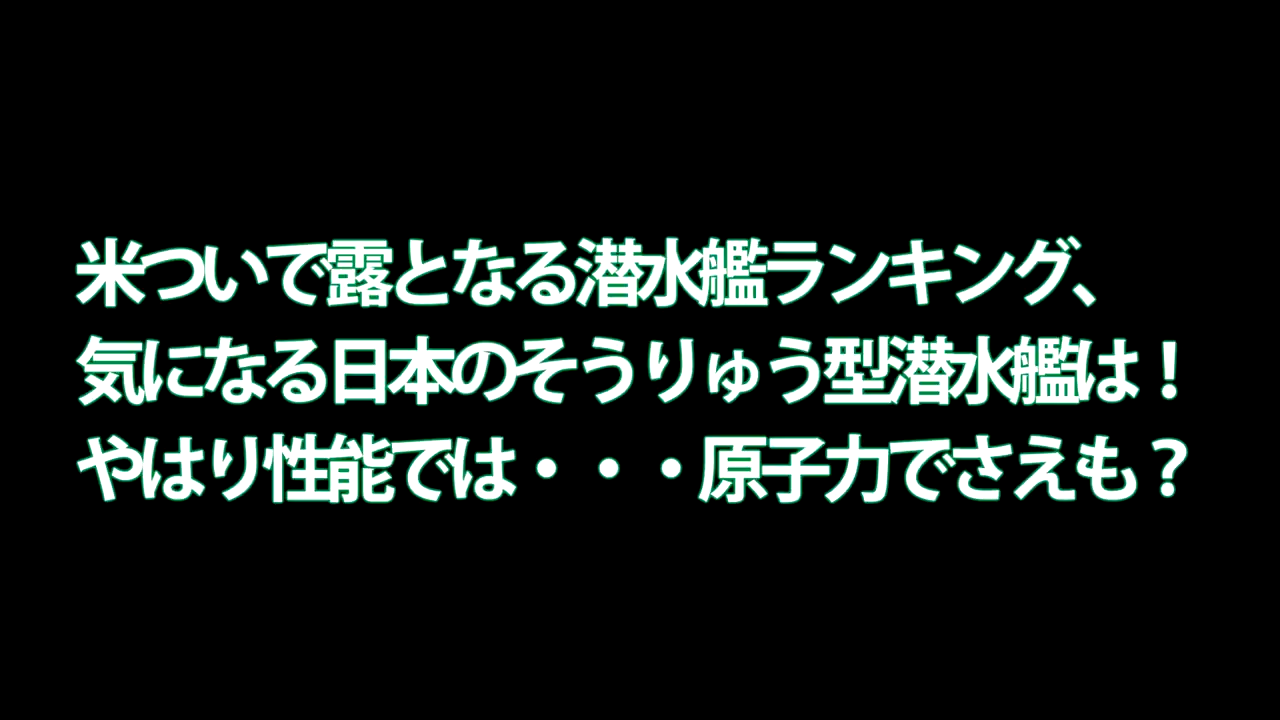 米ついで露となる潜水艦ランキング、
気になる日本のそうりゅう型潜水艦は！
やはり性能では・・・原子力でさえも？